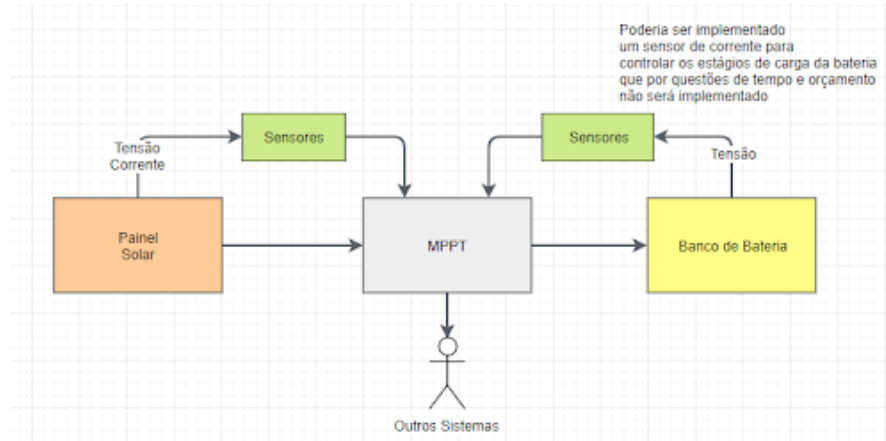 Poderia ser implementado
um sensor de corrente para
controlar os estágios de carga da bateria
que por questões de tempo e orçamento
não será implementado
Sensores
Sensores
Tensão
Corrente
Tensão
Painel
Solar
MPPT
Banco de Bateria
Outros Sistemas